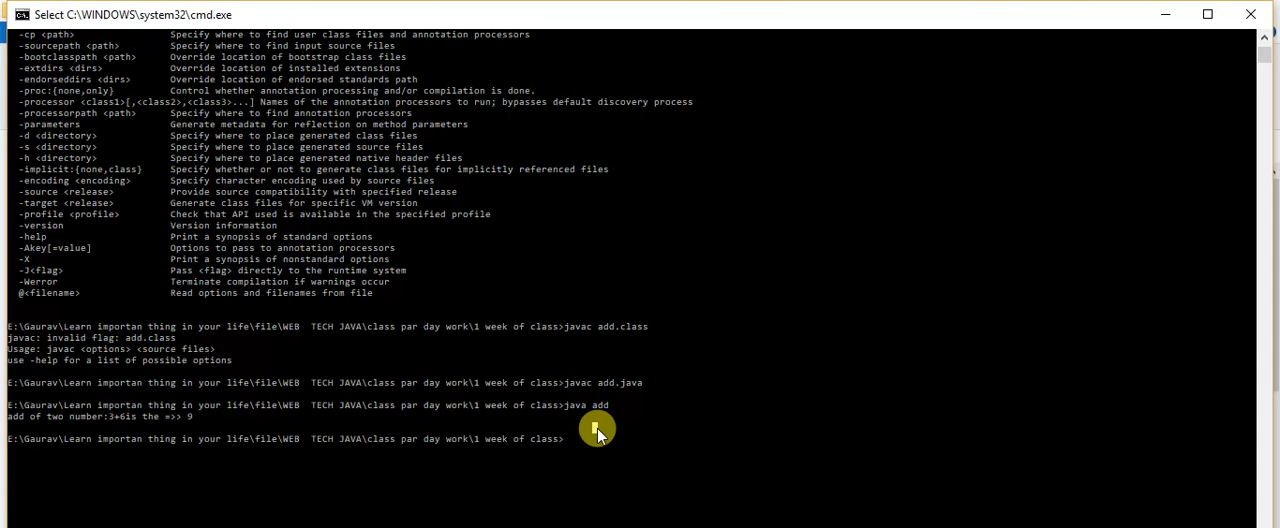 Select C:\WINDOWS\system32\cmd.exe
-cp <path> Specify where to find user class files and annotation processors
-sourcepath <path> Specify where to find input source files
-bootclasspath <path> Override location of bootstrap class files
-extdirs <dirs> Override location of installed extensions
-endorseddirs <dirs> Override location of endorsed standards path
-proc:{none,only} Control whether annotation processing and/or compilation is done.
-processor <class1>[,<class2>,<class3>...] Names of the annotation processors to run; bypasses default discovery process
-processorpath <path> Specify where to find annotation processors
-parameters Generate metadata for reflection on method parameters
-d <directory> Specify where to place generated class files
-s <directory> Specify where to place generated source files
-h <directory> Specify where to place generated native header files
-implicit:{none,class} Specify whether or not to generate class files for implicitly referenced files
-encoding <encoding> Specify character encoding used by source files
-source <release> Provide source compatibility with specified release
-target <release> Generate class files for specific VM version
-profile <profile> Check that API used is available in the specified profile
-version Version information
-help Print a synopsis of standard options
-Akey[=value] Options to pass to annotation processors
-X Print a synopsis of nonstandard options
-J<flag> Pass <flag> directly to the runtime system
-Werror Terminate compilation if warnings occur
@<filename> Read options and filenames from file
E:\Gaurav\Learn importan thing in your life\file\WEB  TECH JAVA\class par day work\1 week of class>javac add.class
javac: invalid flag: add.class
Usage: javac <options> <source files>
use -help for a list of possible options
E:\Gaurav\Learn importan thing in your life\file\WEB  TECH JAVA\class par day work\1 week of class>javac add.java
E:\Gaurav\Learn importan thing in your life\file\WEB  TECH JAVA\class par day work\1 week of class>java add
add of two number:3+6is the =>> 9
E:\Gaurav\Learn importan thing in your life\file\WEB  TECH JAVA\class par day work\1 week of class>